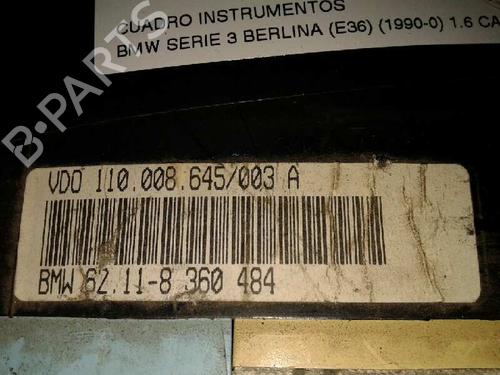 CUADRO INSTRUMENTOS
BMW SERIE 3 BERLINA (E36) (1990-0) 1.6 CA
B-PARTS
VDO 110.008.645/003 A
BMW 62.11-8 360 484